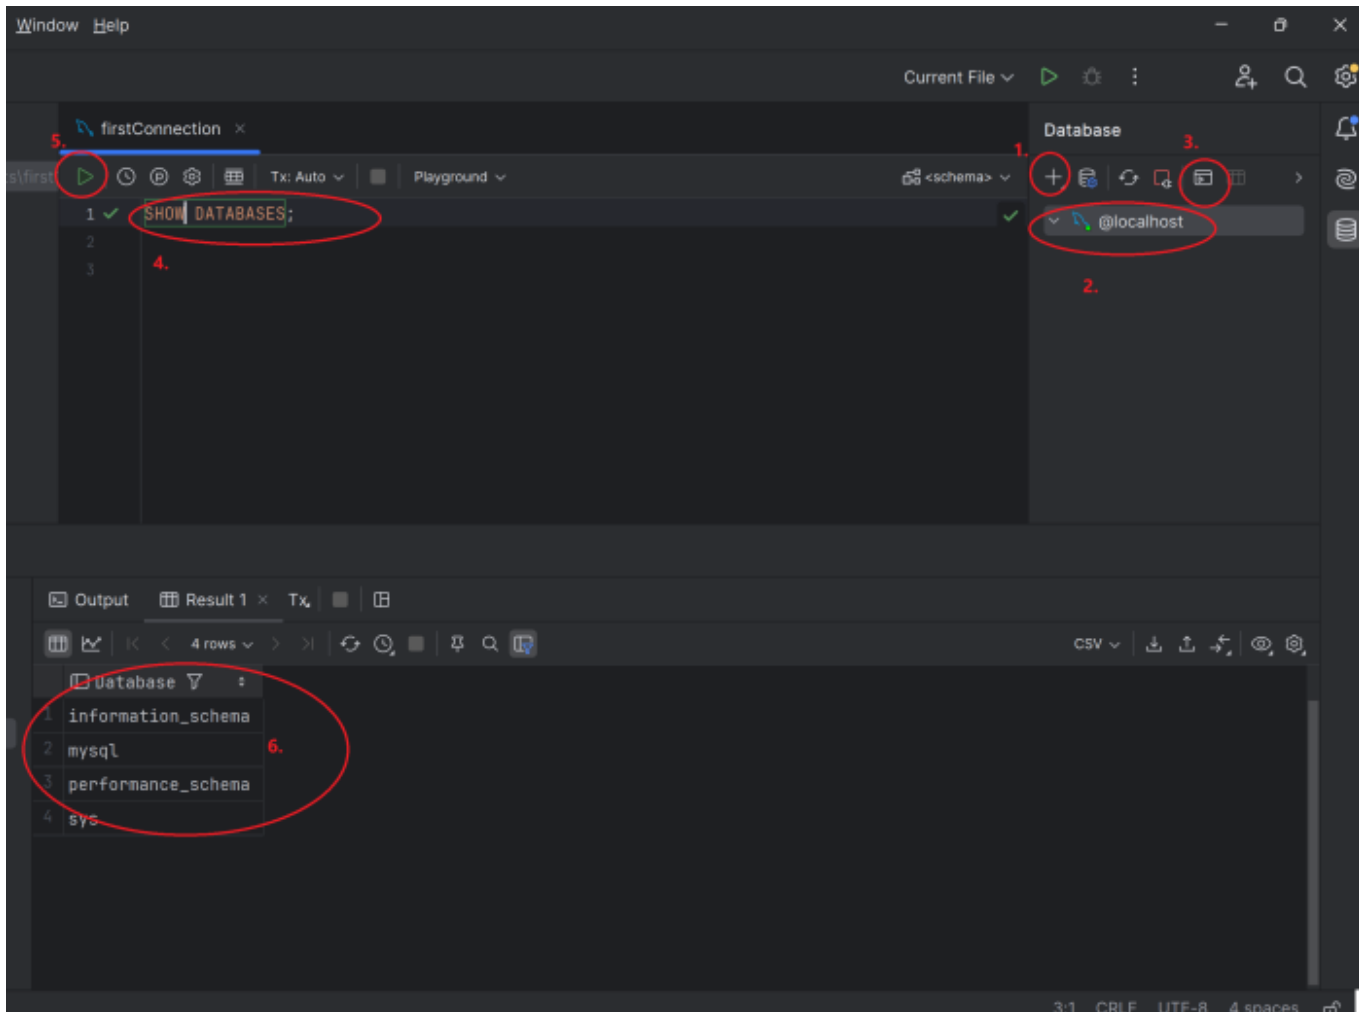 Window Help
Current File
firstConnection
Database
5.
1.
3.
s\first
Tx: Auto
Playground
<schema>
1 SHOW DATABASES;
@localhost
2
3
4.
2.
Output Result 1 Tx
4 rows
CSV
Database
1 information_schema
2 mysql
6.
3 performance_schema
4 sys
3:1 CRLF UTF-8 4 spaces